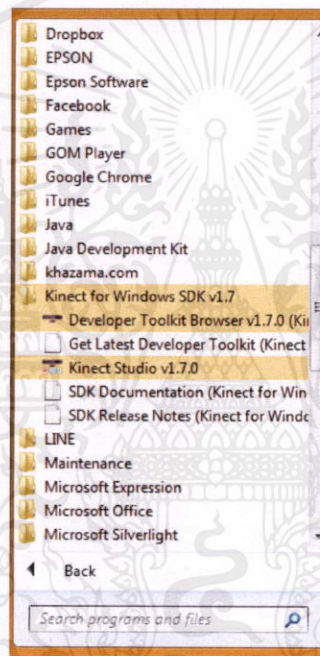 Dropbox
EPSON
Epson Software
Facebook
Games
GOM Player
Google Chrome
iTunes
Java
Java Development Kit
khazama.com
Kinect for Windows SDK v1.7
Developer Toolkit Browser v1.7.0 (Ki
Get Latest Developer Toolkit (Kinect
Kinect Studio v1.7.0
SDK Documentation (Kinect for Win
SDK Release Notes (Kinect for Windo
LINE
Maintenance
Microsoft Expression
Microsoft Office
Microsoft Silverlight
Back
Search programs and files